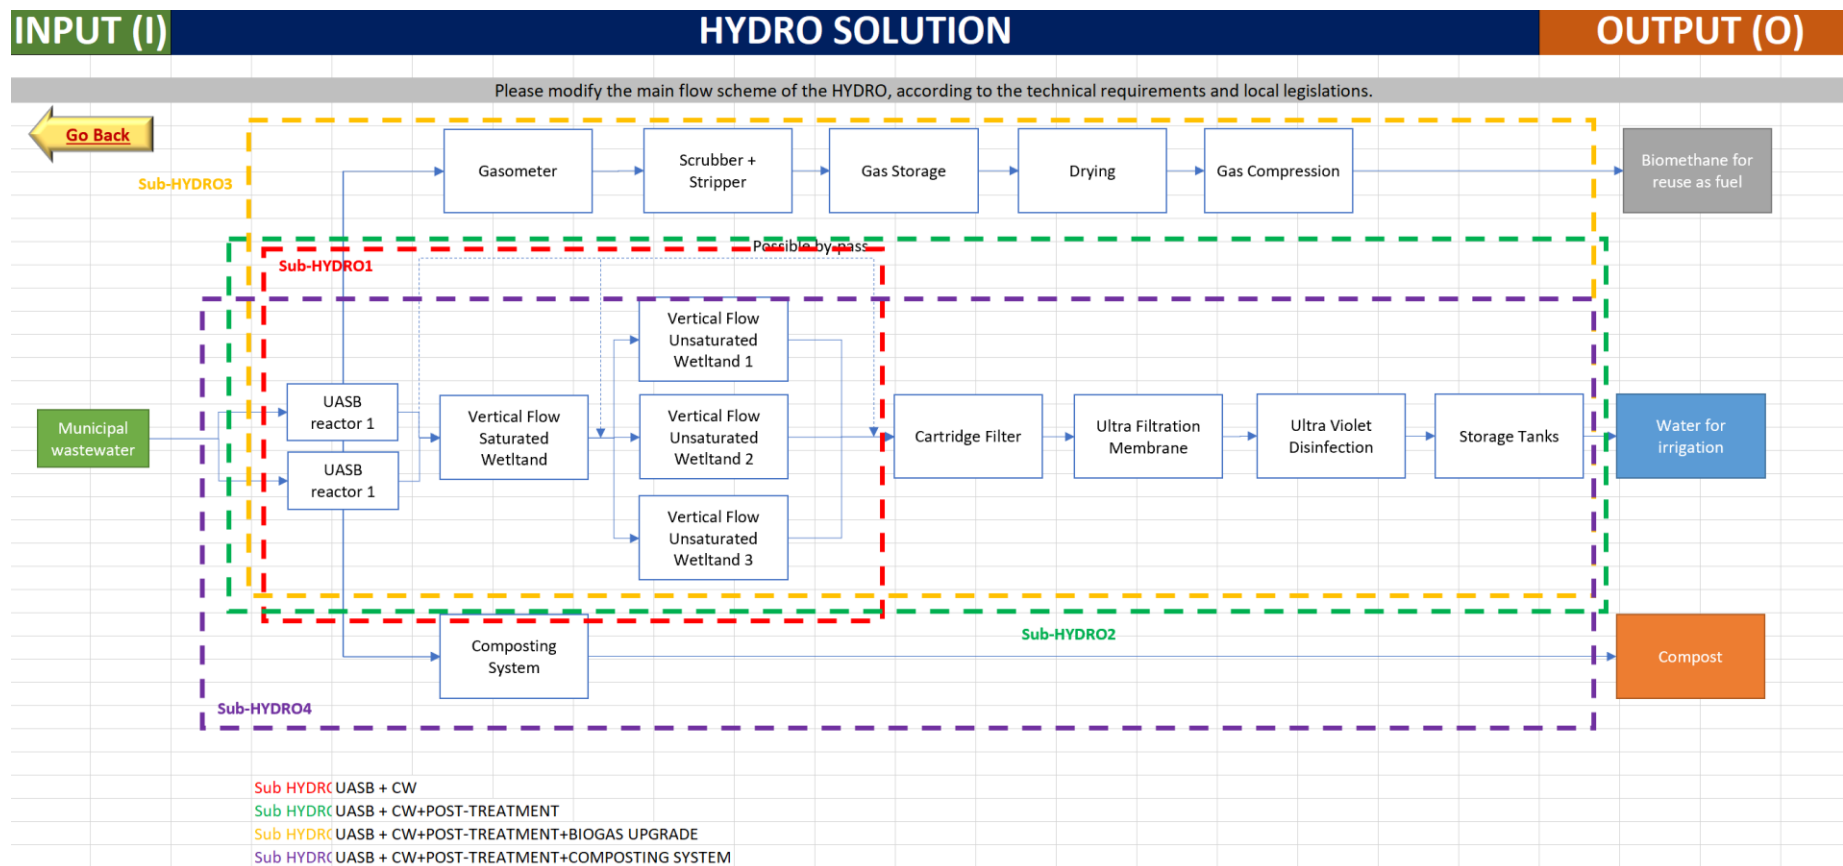 INPUT (I)
HYDRO SOLUTION
OUTPUT (O)
Please modify the main flow scheme of the HYDRO, according to the technical requirements and local legislations.
Go Back
Sub-HYDRO3
Gasometer
Scrubber +
Stripper
Gas Storage
Drying
Gas Compression
Biomethane for
reuse as fuel
Possible by-pass
Sub-HYDRO1
Vertical Flow
Unsaturated
Wetltand 1
Municipal
wastewater
UASB
reactor 1
UASB
reactor 1
Vertical Flow
Saturated
Wetltand
Vertical Flow
Unsaturated
Wetltand 2
Cartridge Filter
Ultra Filtration
Membrane
Ultra Violet
Disinfection
Storage Tanks
Water for
irrigation
Vertical Flow
Unsaturated
Wetltand 3
Sub-HYDRO2
Composting
System
Compost
Sub-HYDRO4
Sub HYDR UASB + CW
Sub HYDR UASB + CW+POST-TREATMENT
Sub HYDR UASB + CW+POST-TREATMENT+BIOGAS UPGRADE
Sub HYDR UASB + CW+POST-TREATMENT+COMPOSTING SYSTEM